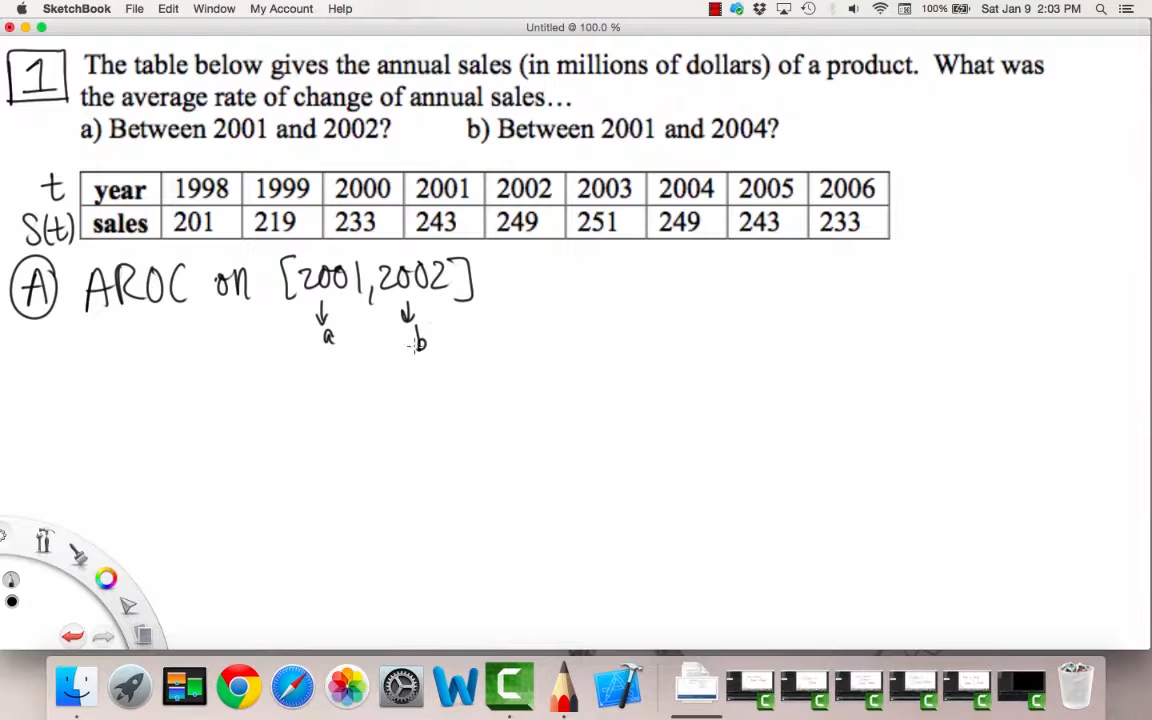 SketchBook File Edit Window My Account Help 100% Sat Jan 9 2:03 PM
Untitled @ 100.0 %
1 The table below gives the annual sales (in millions of dollars) of a product. What was
the average rate of change of annual sales…
a) Between 2001 and 2002? b) Between 2001 and 2004?
t year 1998 1999 2000 2001 2002 2003 2004 2005 2006
S(t) sales 201 219 233 243 249 251 249 243 233
A AROC on [2001,2002]
a b